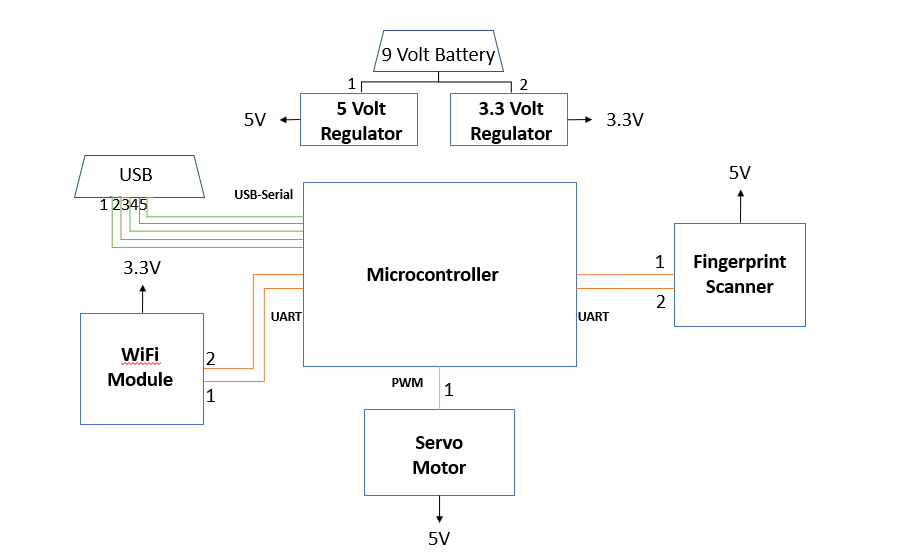 9 Volt Battery
1
2
5V
5 Volt
Regulator
3.3 Volt
Regulator
3.3V
USB
1 2345
USB-Serial
5V
3.3V
Microcontroller
1
2
Fingerprint
Scanner
UART
UART
WiFi
Module
2
1
PWM
1
Servo
Motor
5V